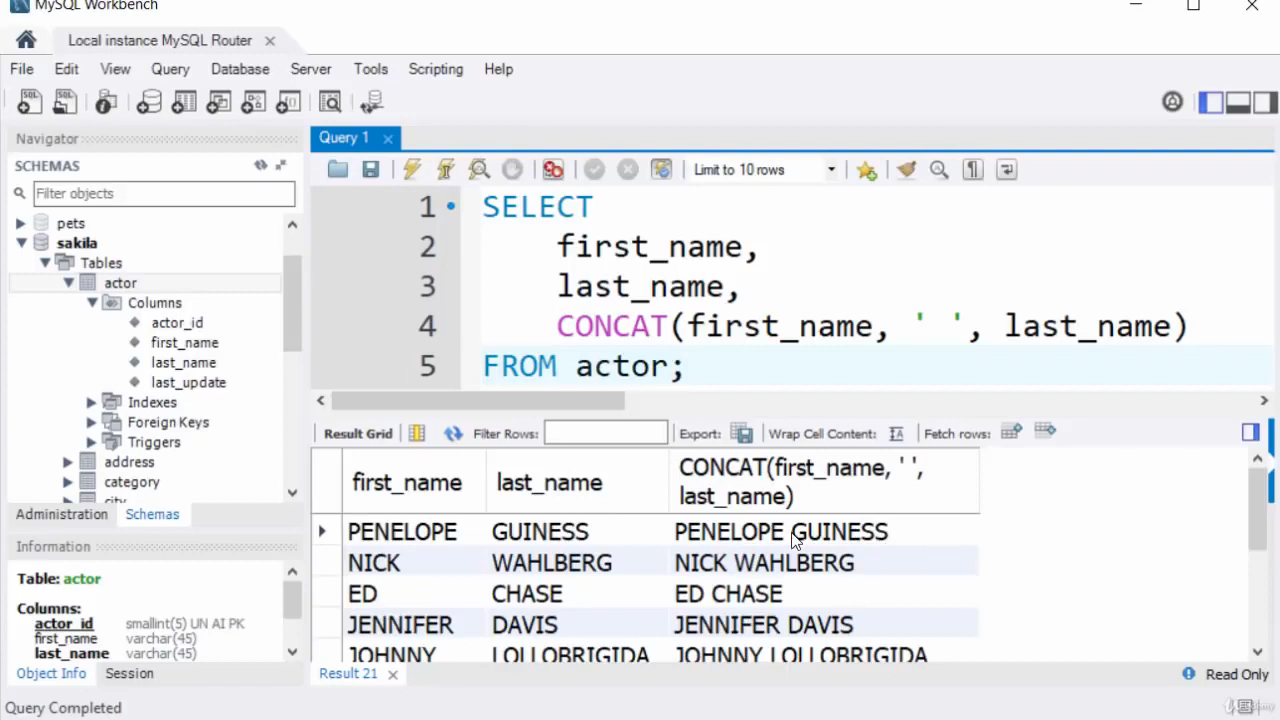 MySQL Workbench
Local instance MySQL Router
File Edit View Query Database Server Tools Scripting Help
Navigator
SCHEMAS
Filter objects
pets
sakila
Tables
actor
Columns
actor_id
first_name
last_name
last_update
Indexes
Foreign Keys
Triggers
address
category
city
Administration Schemas
Information
Table: actor
Columns:
actor_id smallint(5) UN AI PK
first_name varchar(45)
last_name varchar(45)
Object Info Session
Query Completed
Query 1
Limit to 10 rows
1 SELECT
2 first_name,
3 last_name,
4 CONCAT(first_name, ' ', last_name)
5 FROM actor;
Result Grid Filter Rows: Export: Wrap Cell Content: Fetch rows:
first_name last_name CONCAT(first_name, ' ',
last_name)
PENELOPE GUINESS PENELOPE GUINESS
NICK WAHLBERG NICK WAHLBERG
ED CHASE ED CHASE
JENNIFER DAVIS JENNIFER DAVIS
JOHNNY LOLLOBRIGIDA JOHNNY LOLLOBRIGIDA
Result 21 Read Only